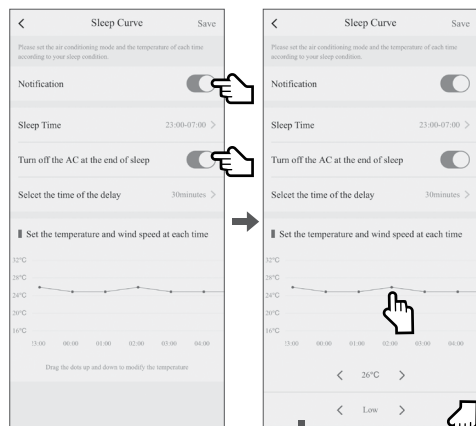 Sleep Curve Save
Please set the air conditioning mode and the temperature of each time
according to your sleep condition.
Notification
Sleep Time 23:00-07:00
Turn off the AC at the end of sleep
Selcet the time of the delay 30minutes
Set the temperature and wind speed at each time
32°C
28°C
24°C
20°C
16°C
23:00 00:00 01:00 02:00 03:00 04:00
Drag the dots up and down to modify the temperature
Sleep Curve Save
Please set the air conditioning mode and the temperature of each time
according to your sleep condition.
Notification
Sleep Time 23:00-07:00
Turn off the AC at the end of sleep
Selcet the time of the delay 30minutes
Set the temperature and wind speed at each time
32°C
28°C
24°C
20°C
16°C
23:00 00:00 01:00 02:00 03:00 04:00
26°C
Low